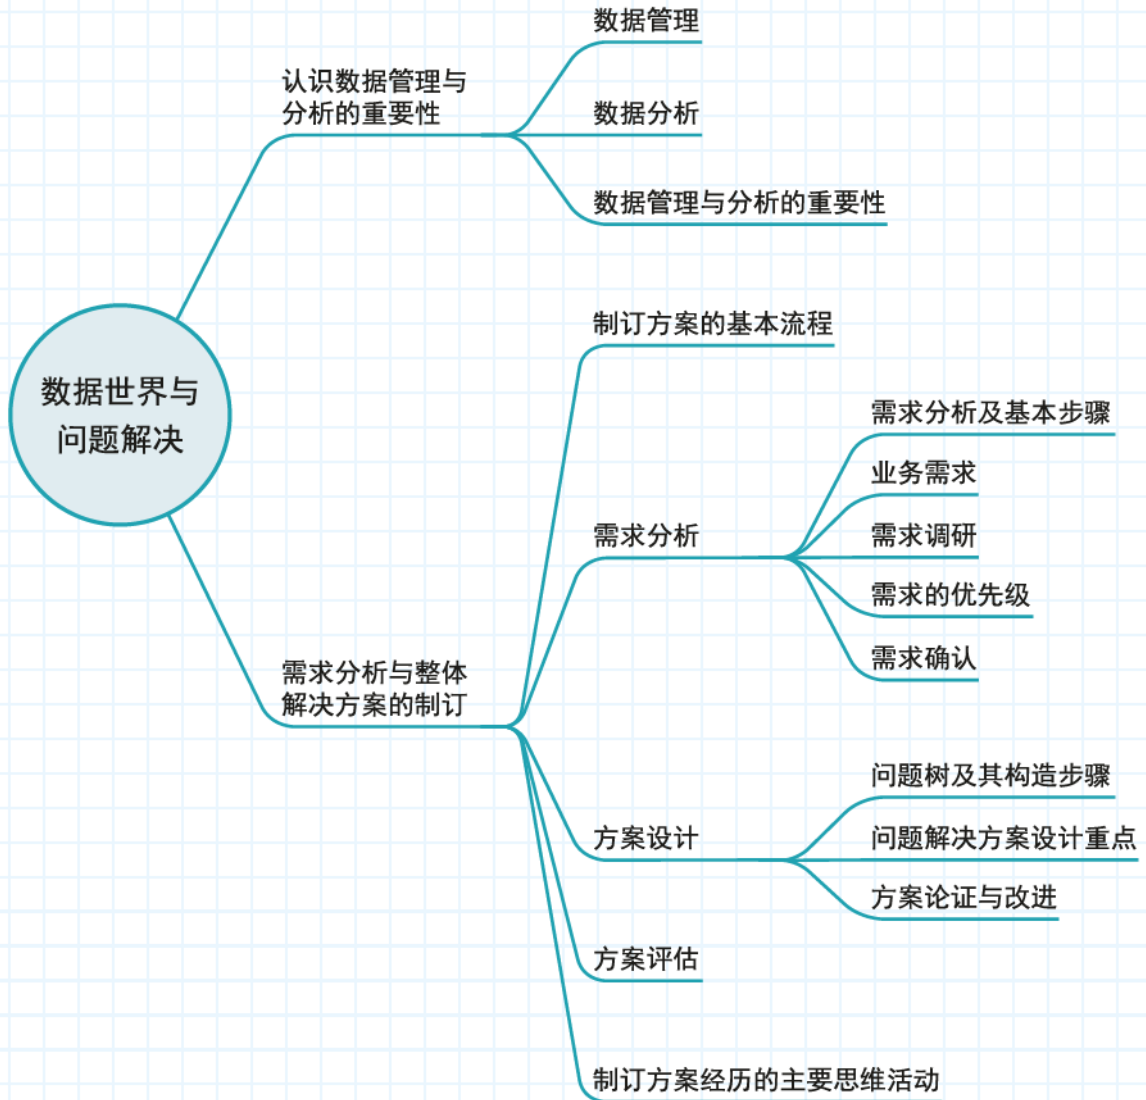 数据世界与
问题解决
认识数据管理与
分析的重要性
数据管理
数据分析
数据管理与分析的重要性
需求分析与整体
解决方案的制订
制订方案的基本流程
需求分析
需求分析及基本步骤
业务需求
需求调研
需求的优先级
需求确认
方案设计
问题树及其构造步骤
问题解决方案设计重点
方案论证与改进
方案评估
制订方案经历的主要思维活动